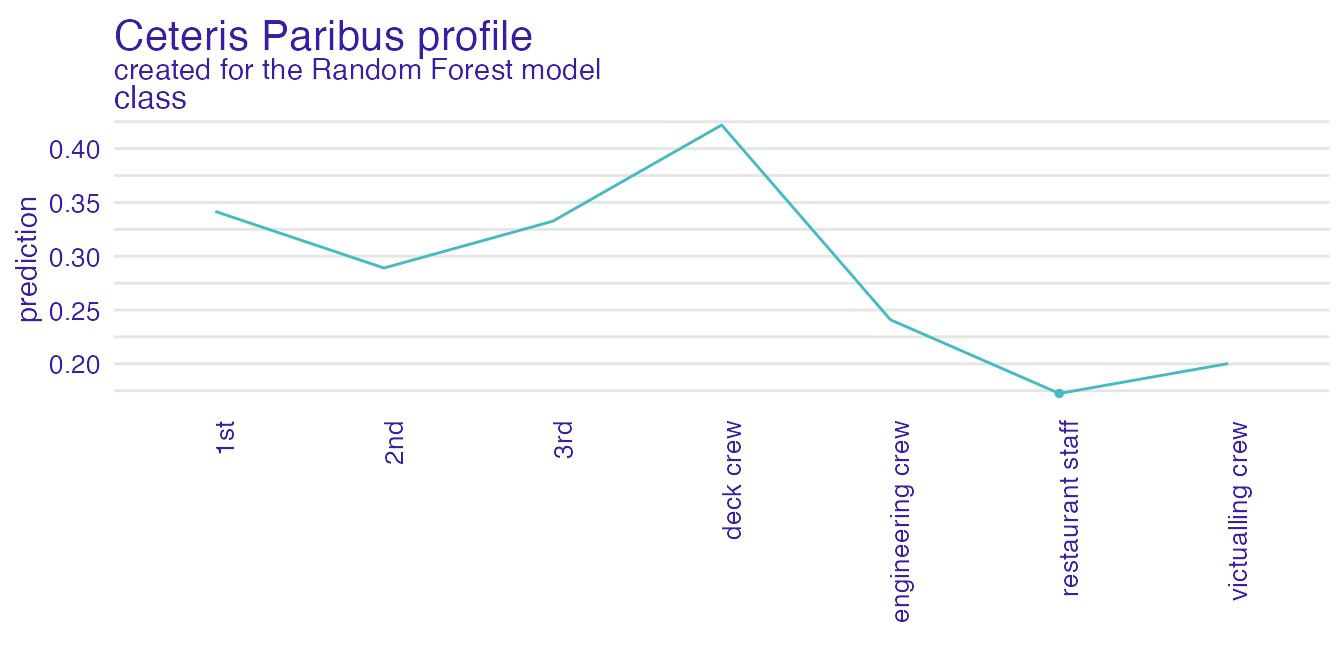 Ceteris Paribus profile
created for the Random Forest model
class
prediction
0.40
0.35
0.30
0.25
0.20
1st
2nd
3rd
deck crew
engineering crew
restaurant staff
victualling crew